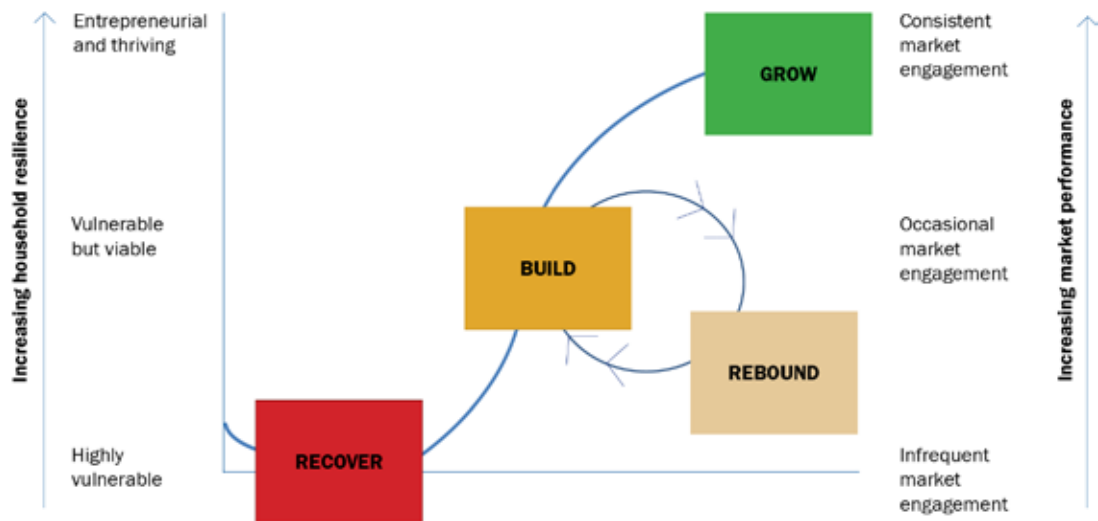 Increasing household resilience
Entrepreneurial
and thriving
Vulnerable
but viable
Highly
vulnerable
GROW
BUILD
REBOUND
RECOVER
Consistent
market
engagement
Occasional
market
engagement
Infrequent
market
engagement
Increasing market performance